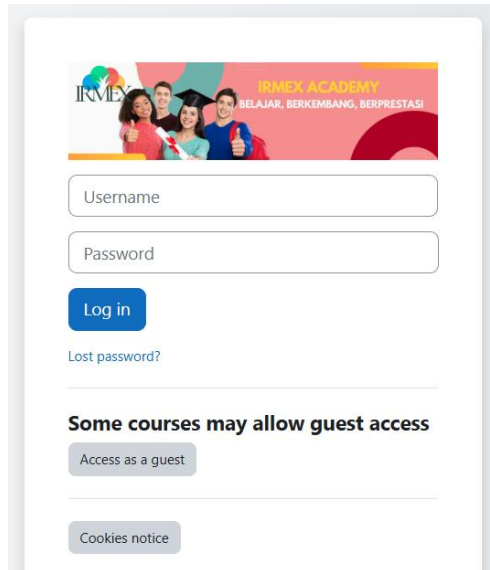 IRMEX
IRMEX ACADEMY
BELAJAR, BERKEMBANG, BERPRESTASI
Username
Password
Log in
Lost password?
Some courses may allow guest access
Access as a guest
Cookies notice